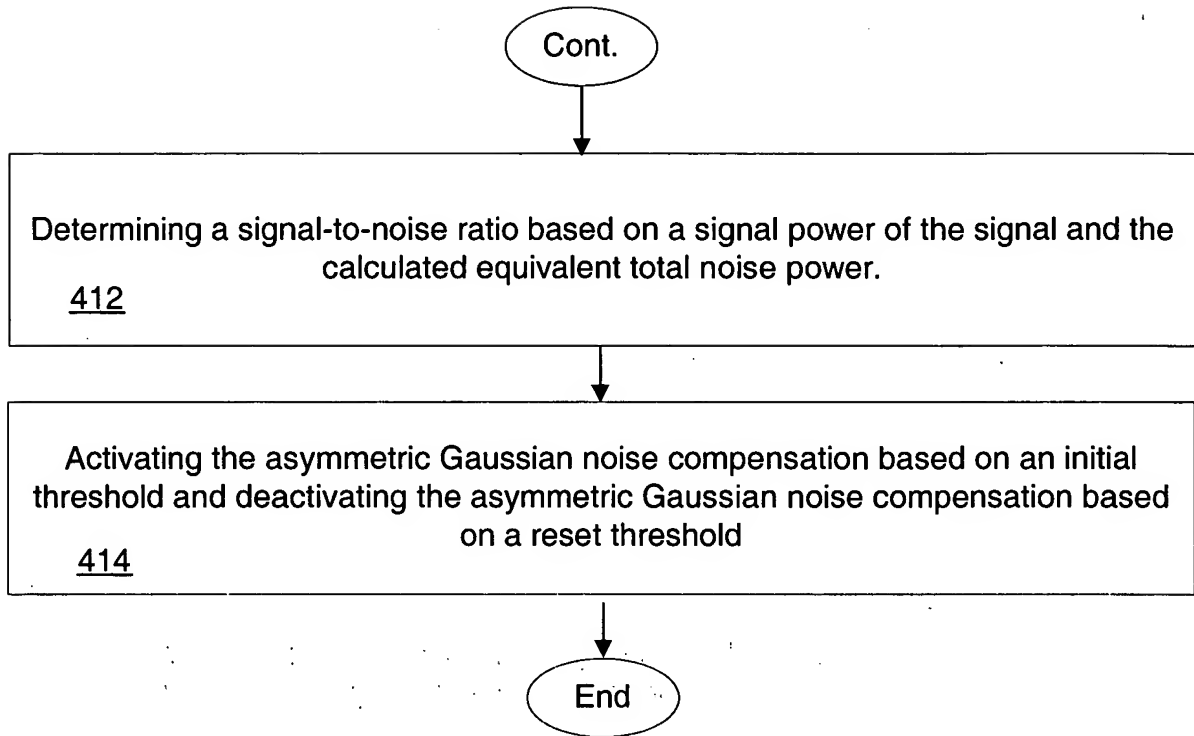 Cont.
Determining a signal-to-noise ratio based on a signal power of the signal and the
calculated equivalent total noise power.
412
Activating the asymmetric Gaussian noise compensation based on an initial
threshold and deactivating the asymmetric Gaussian noise compensation based
on a reset threshold
414
End